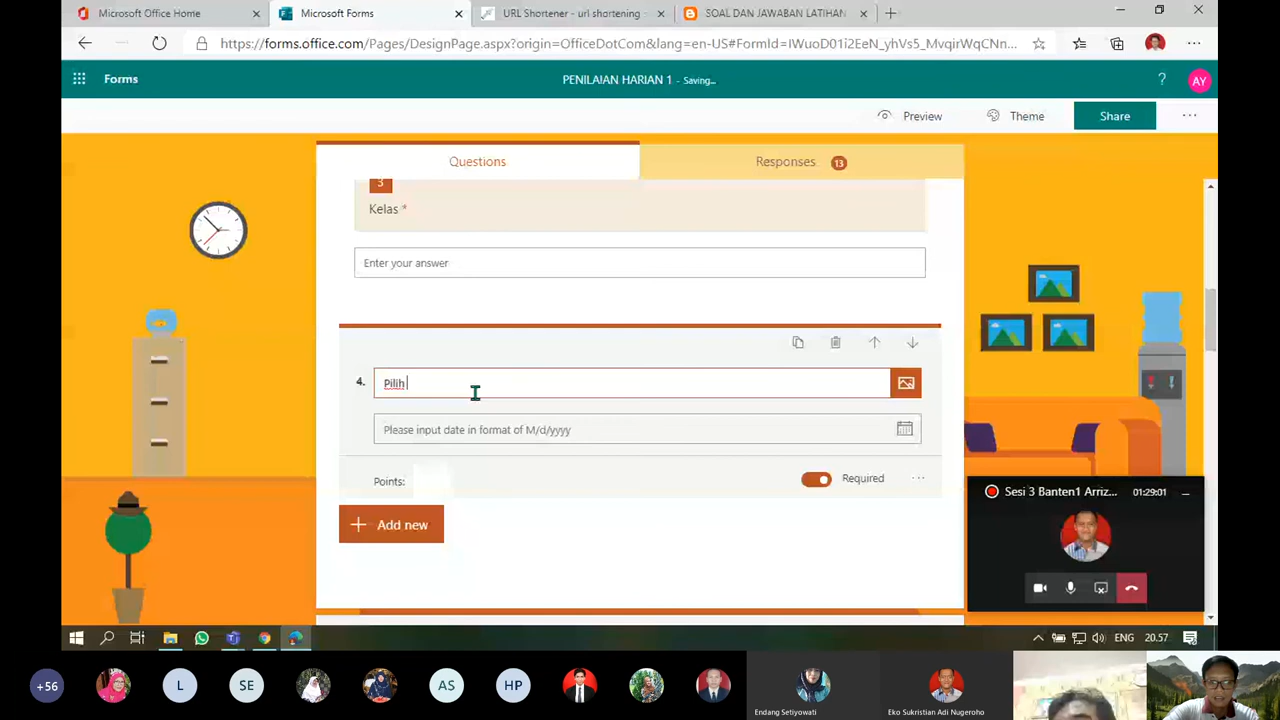 Microsoft Office Home
Microsoft Forms
URL Shortener - url shortening
SOAL DAN JAWABAN LATIHAN
https://forms.office.com/Pages/DesignPage.aspx?origin=OfficeDotCom&lang=en-US#FormId=IWuoD01i2EeN_yhVs5_MvqirWqCNn...
Forms
PENILAIAN HARIAN 1 - Saving...
?
AY
Preview
Theme
Share
Questions
Responses 13
3
Kelas *
Enter your answer
4.
Pilih
Please input date in format of M/d/yyyy
Points:
Required
Add new
Sesi 3 Banten1 Arriz...
01:29:01
ENG
20.57
+56
L
SE
AS
HP
Endang Setiyowati
Eko Sukristian Adi Nugeroho